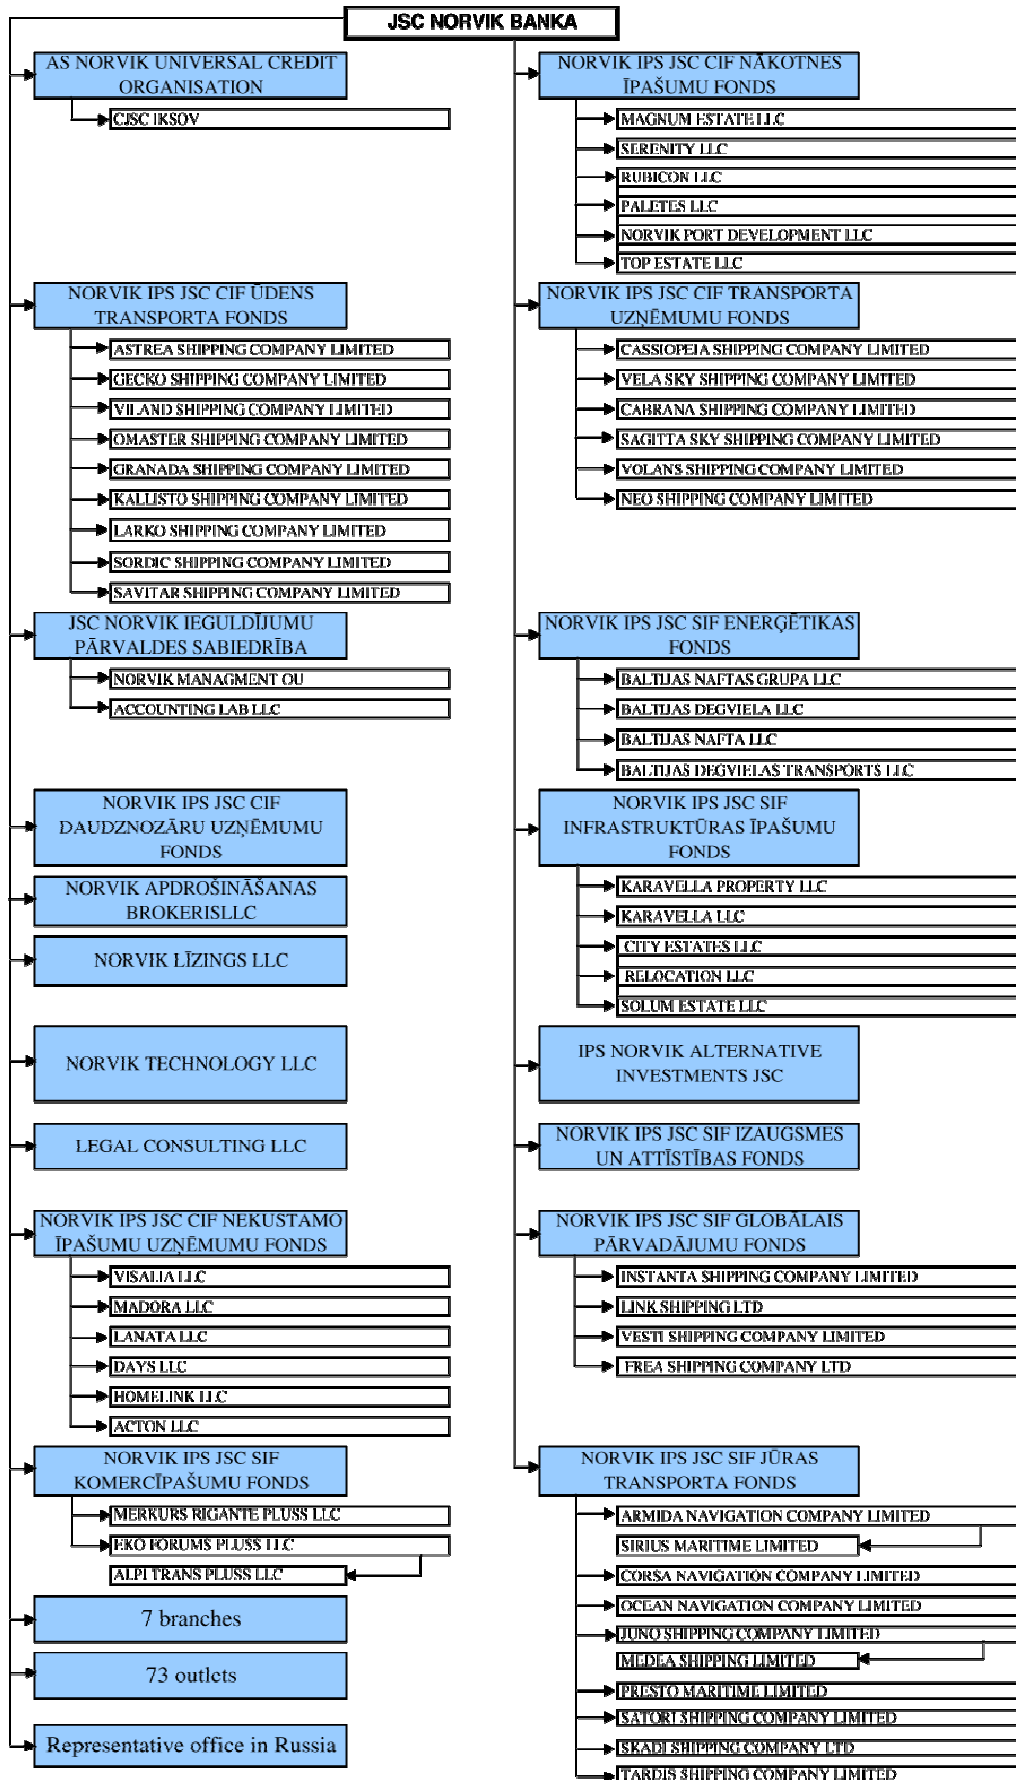 JSC NORVIK BANKA
AS NORVIK UNIVERSAL CREDIT
ORGANISATION
CJSC IKSOV
NORVIK IPS JSC CIF ŪDENS
TRANSPORTA FONDS
ASTREA SHIPPING COMPANY LIMITED
GECKO SHIPPING COMPANY LIMITED
VILAND SHIPPING COMPANY LIMITED
OMASTER SHIPPING COMPANY LIMITED
GRANADA SHIPPING COMPANY LIMITED
KALLISTO SHIPPING COMPANY LIMITED
LARKO SHIPPING COMPANY LIMITED
SORDIC SHIPPING COMPANY LIMITED
SAVITAR SHIPPING COMPANY LIMITED
JSC NORVIK IEGULDĪJUMU
PĀRVALDES SABIEDRĪBA
NORVIK MANAGMENT OU
ACCOUNTING LAB LLC
NORVIK IPS JSC CIF
DAUDZNOZĀRU UZŅĒMUMU
FONDS
NORVIK APDROŠINĀŠANAS
BROKERISLLC
NORVIK LĪZINGS LLC
NORVIK TECHNOLOGY LLC
LEGAL CONSULTING LLC
NORVIK IPS JSC CIF NEKUSTAMO
ĪPAŠUMU UZŅĒMUMU FONDS
VISALIA LLC
MADORA LLC
LANATA LLC
DAYS LLC
HOMELINK LLC
ACTON LLC
NORVIK IPS JSC SIF
KOMERCĪPAŠUMU FONDS
MERKURS RIGANTE PLUSS LLC
EKO FORUMS PLUSS LLC
ALPI TRANS PLUSS LLC
7 branches
73 outlets
Representative office in Russia
NORVIK IPS JSC CIF NĀKOTNES
ĪPAŠUMU FONDS
MAGNUM ESTATE LLC
SERENITY LLC
RUBICON LLC
PALETES LLC
NORVIK PORT DEVELOPMENT LLC
TOP ESTATE LLC
NORVIK IPS JSC CIF TRANSPORTA
UZŅĒMUMU FONDS
CASSIOPEIA SHIPPING COMPANY LIMITED
VELA SKY SHIPPING COMPANY LIMITED
CABRANA SHIPPING COMPANY LIMITED
SAGITTA SKY SHIPPING COMPANY LIMITED
VOLANS SHIPPING COMPANY LIMITED
NEO SHIPPING COMPANY LIMITED
NORVIK IPS JSC SIF ENERĢĒTIKAS
FONDS
BALTIJAS NAFTAS GRUPA LLC
BALTIJAS DEGVIELA LLC
BALTIJAS NAFTA LLC
BALTIJAS DEGVIELAS TRANSPORTS LLC
NORVIK IPS JSC SIF
INFRASTRUKTŪRAS ĪPAŠUMU
FONDS
KARAVELLA PROPERTY LLC
KARAVELLA LLC
CITY ESTATES LLC
RELOCATION LLC
SOLUM ESTATE LLC
IPS NORVIK ALTERNATIVE
INVESTMENTS JSC
NORVIK IPS JSC SIF IZAUGSMES
UN ATTĪSTĪBAS FONDS
NORVIK IPS JSC SIF GLOBĀLAIS
PĀRVADĀJUMU FONDS
INSTANTA SHIPPING COMPANY LIMITED
LINK SHIPPING LTD
VESTI SHIPPING COMPANY LIMITED
FREA SHIPPING COMPANY LTD
NORVIK IPS JSC SIF JŪRAS
TRANSPORTA FONDS
ARMIDA NAVIGATION COMPANY LIMITED
SIRIUS MARITIME LIMITED
CORSA NAVIGATION COMPANY LIMITED
OCEAN NAVIGATION COMPANY LIMITED
JUNO SHIPPING COMPANY LIMITED
MEDEA SHIPPING LIMITED
PRESTO MARITIME LIMITED
SATORI SHIPPING COMPANY LIMITED
SKADI SHIPPING COMPANY LTD
TARDIS SHIPPING COMPANY LIMITED